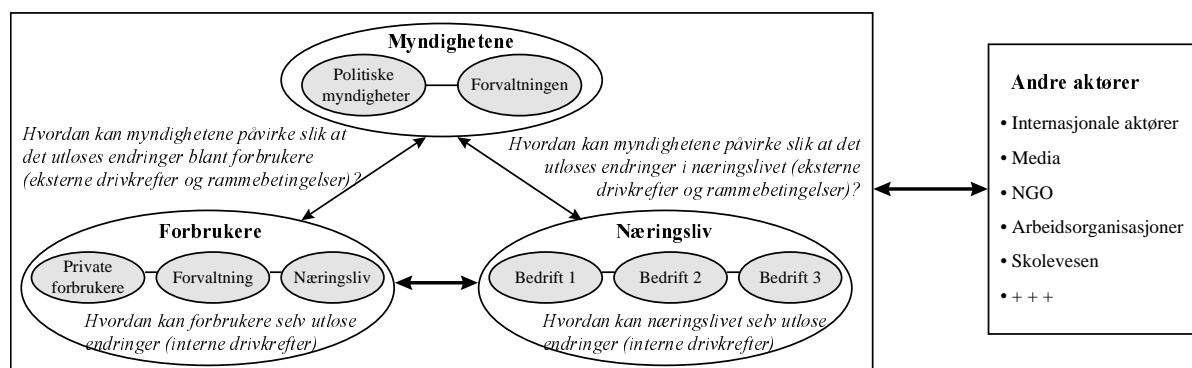 Myndighetene
Politiske
myndigheter
Forvaltningen
Hvordan kan myndighetene påvirke slik at
det utløses endringer blant forbrukere
(eksterne drivkrefter og rammebetingelser)?
Hvordan kan myndighetene påvirke slik at det
utløses endringer i næringslivet (eksterne
drivkrefter og rammebetingelser)?
Forbrukere
Private
forbrukere
Forvaltning
Næringsliv
Hvordan kan forbrukere selv utløse
endringer (interne drivkrefter)
Næringsliv
Bedrift 1
Bedrift 2
Bedrift 3
Hvordan kan næringslivet selv utløse
endringer (interne drivkrefter)
Andre aktører
• Internasjonale aktører
• Media
• NGO
• Arbeidsorganisasjoner
• Skolevesen
• + + +